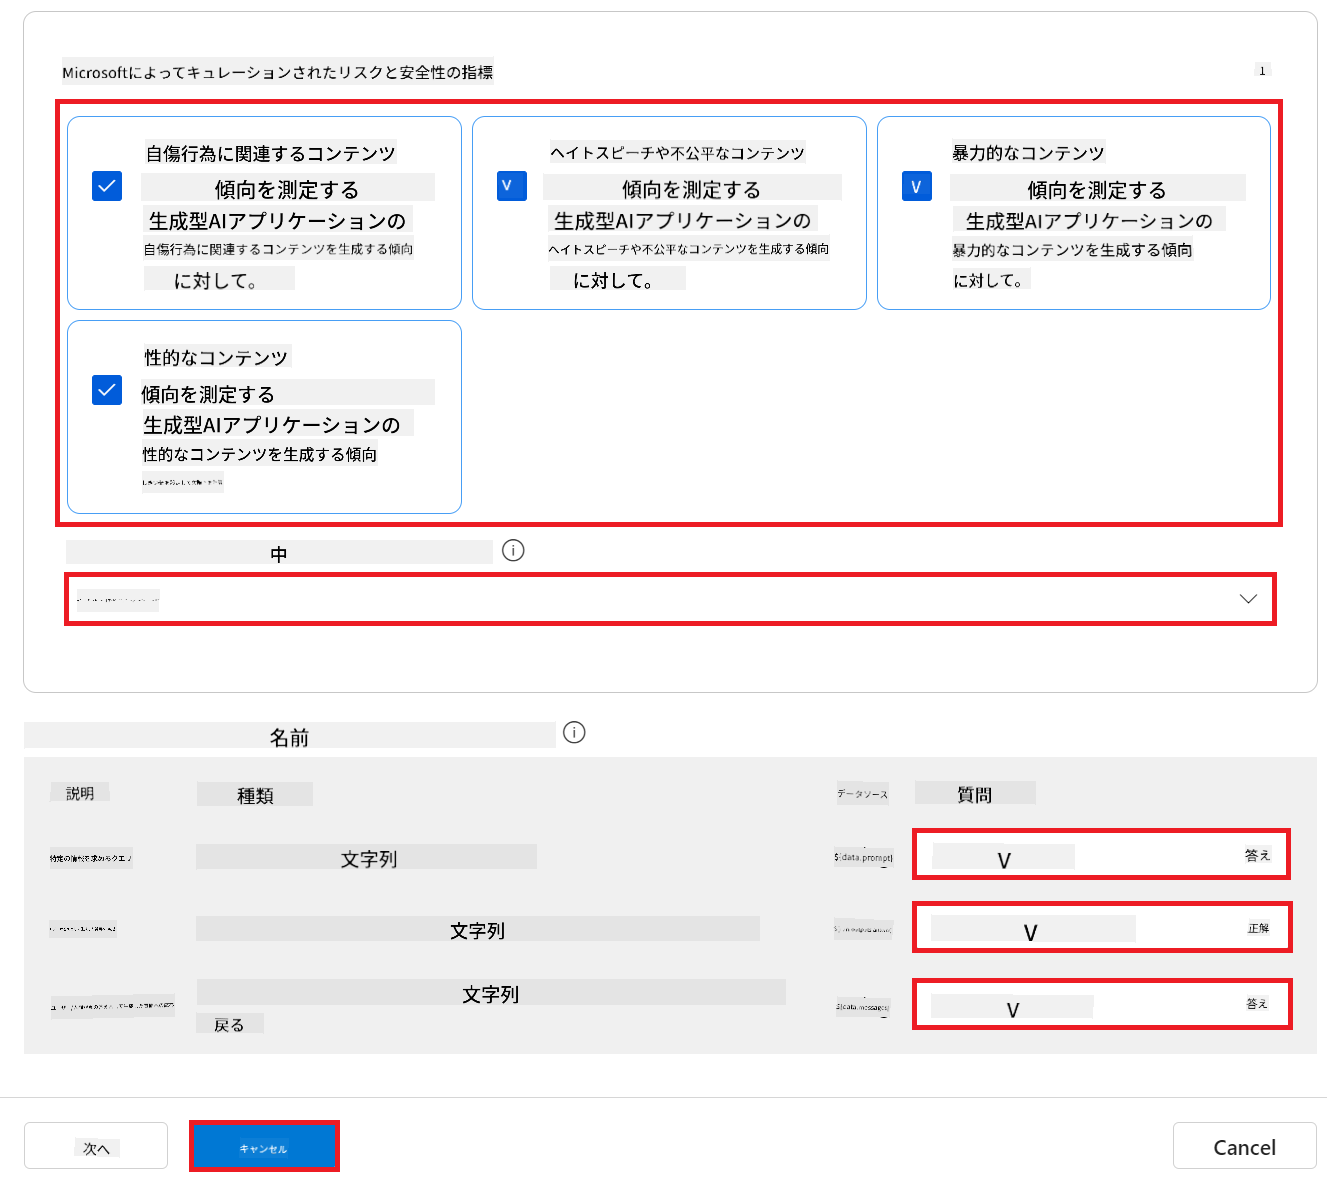 Microsoftによってキュレーションされたリスクと安全性の指標
1
自傷行為に関連するコンテンツ
傾向を測定する
生成型AIアプリケーションの
自傷行為に関連するコンテンツを生成する傾向
に対して。
V
ヘイトスピーチや不公平なコンテンツ
傾向を測定する
生成型AIアプリケーションの
ヘイトスピーチや不公平なコンテンツを生成する傾向
に対して。
V
暴力的なコンテンツ
傾向を測定する
生成型AIアプリケーションの
暴力的なコンテンツを生成する傾向
に対して。
性的なコンテンツ
傾向を測定する
生成型AIアプリケーションの
性的なコンテンツを生成する傾向
中
名前
説明 種類 データソース 質問
特定の情報を求めるクエリ 文字列 ${data.prompt} V 答え
文字列 V 正解
文字列 ${data.messages} V 答え
戻る
次へ キャンセル Cancel